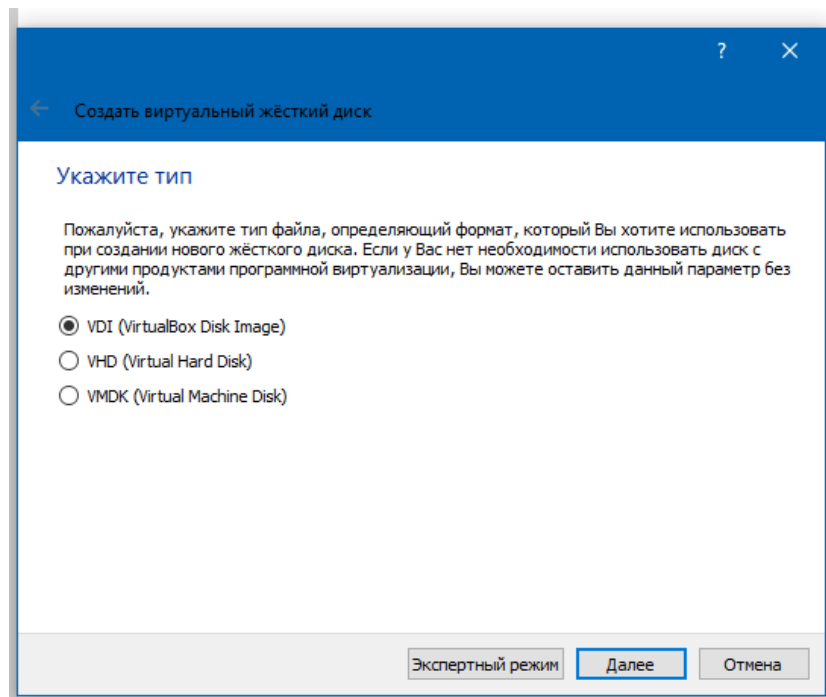 ?
Создать виртуальный жёсткий диск
Укажите тип
Пожалуйста, укажите тип файла, определяющий формат, который Вы хотите использовать
при создании нового жёсткого диска. Если у Вас нет необходимости использовать диск с
другими продуктами программной виртуализации, Вы можете оставить данный параметр без
изменений.
VDI (VirtualBox Disk Image)
VHD (Virtual Hard Disk)
VMDK (Virtual Machine Disk)
Экспертный режим Далее Отмена